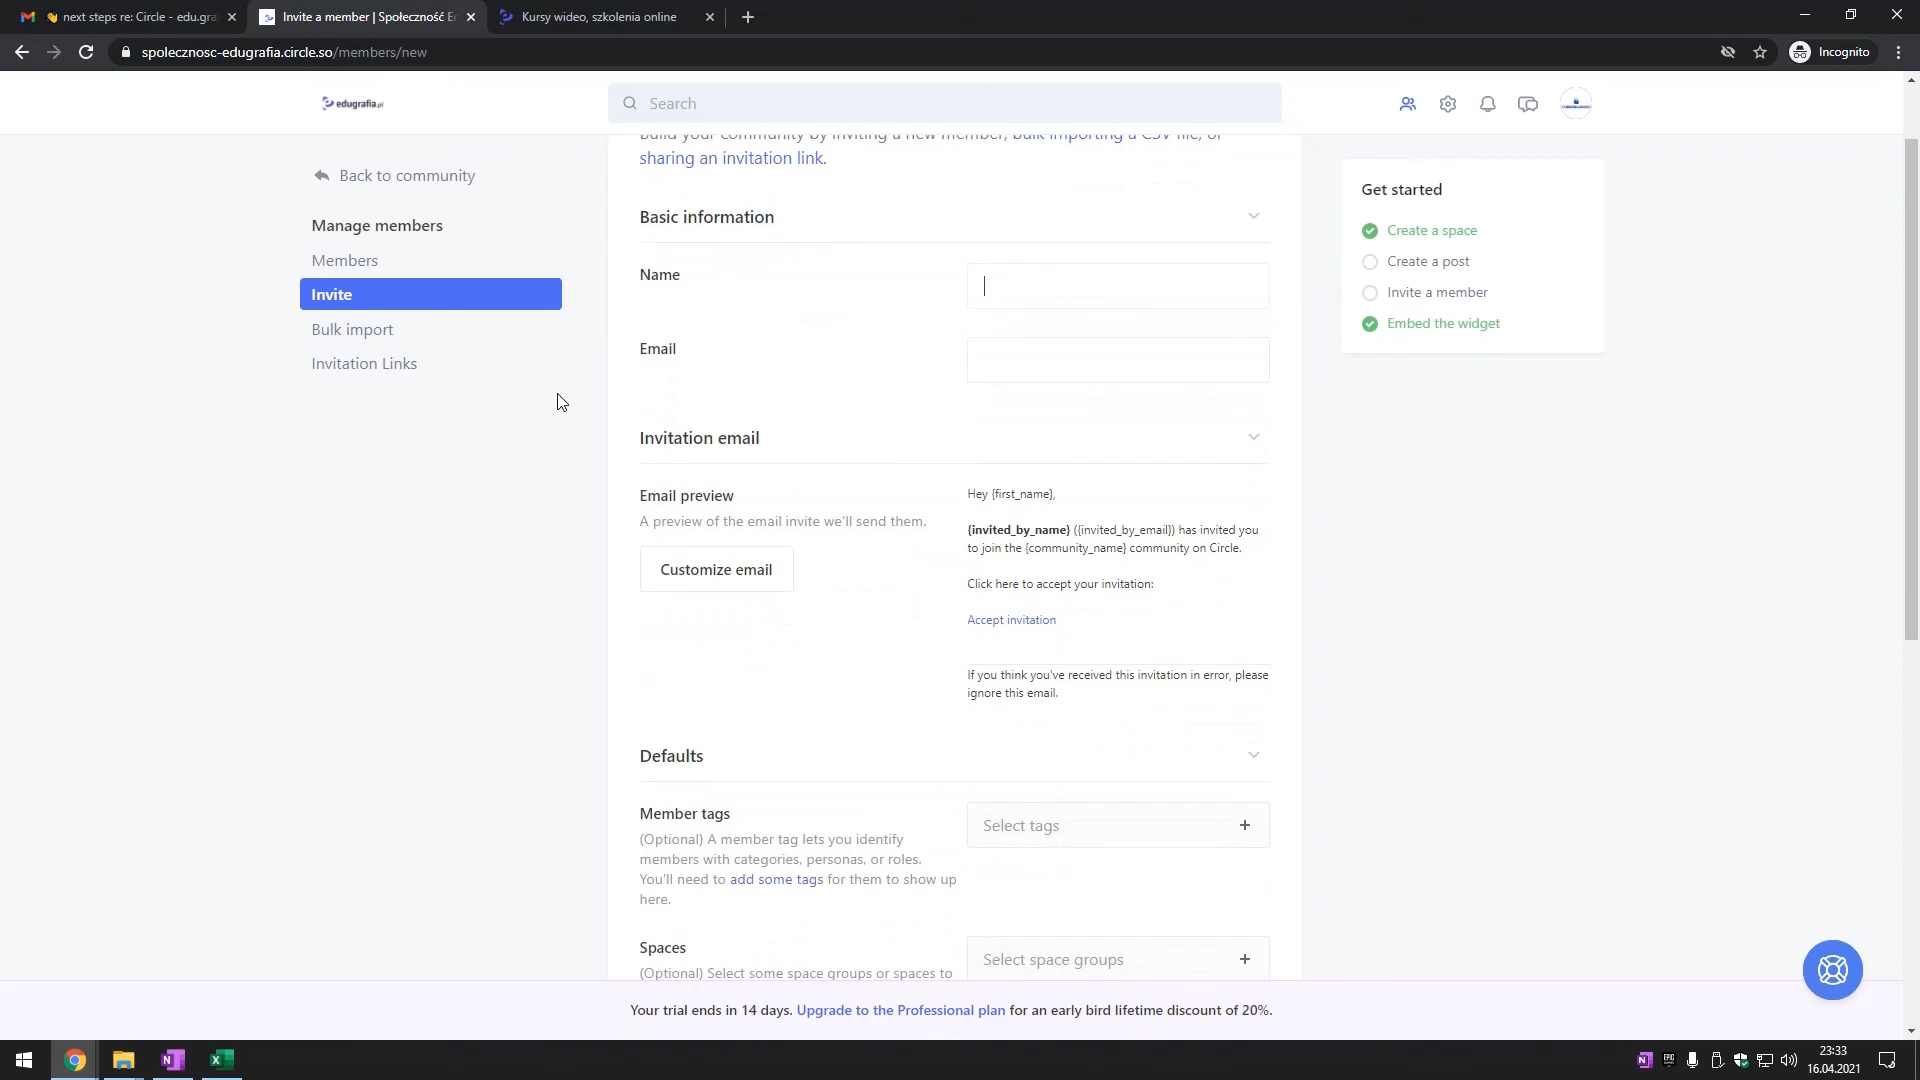 👋 next steps re: Circle - edu.gra
Invite a member | Społeczność Ec
Kursy wideo, szkolenia online
spolecznosc-edugrafia.circle.so/members/new
Incognito
edugrafia.pl
Search
Build your community by inviting a new member, bulk importing a CSV file, or
sharing an invitation link.
Back to community
Manage members
Members
Invite
Bulk import
Invitation Links
Basic information
Name
Email
Invitation email
Email preview
A preview of the email invite we'll send them.
Customize email
Hey {first_name},
{invited_by_name} ({invited_by_email}) has invited you
to join the {community_name} community on Circle.
Click here to accept your invitation:
Accept invitation
If you think you've received this invitation in error, please
ignore this email.
Defaults
Member tags
(Optional) A member tag lets you identify
members with categories, personas, or roles.
You'll need to add some tags for them to show up
here.
Select tags
Spaces
(Optional) Select some space groups or spaces to
Select space groups
Get started
Create a space
Create a post
Invite a member
Embed the widget
Your trial ends in 14 days. Upgrade to the Professional plan for an early bird lifetime discount of 20%.
23:33
16.04.2021